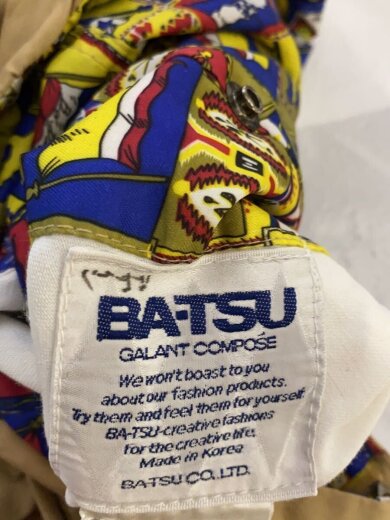 BA-TSU
GALANT COMPOSE
We won't boast to you
about our fashion products.
Try them and feel them for yourself.
BA-TSU-creative fashions
for the creative life.
Made in Korea
BA-TSU CO., LTD.